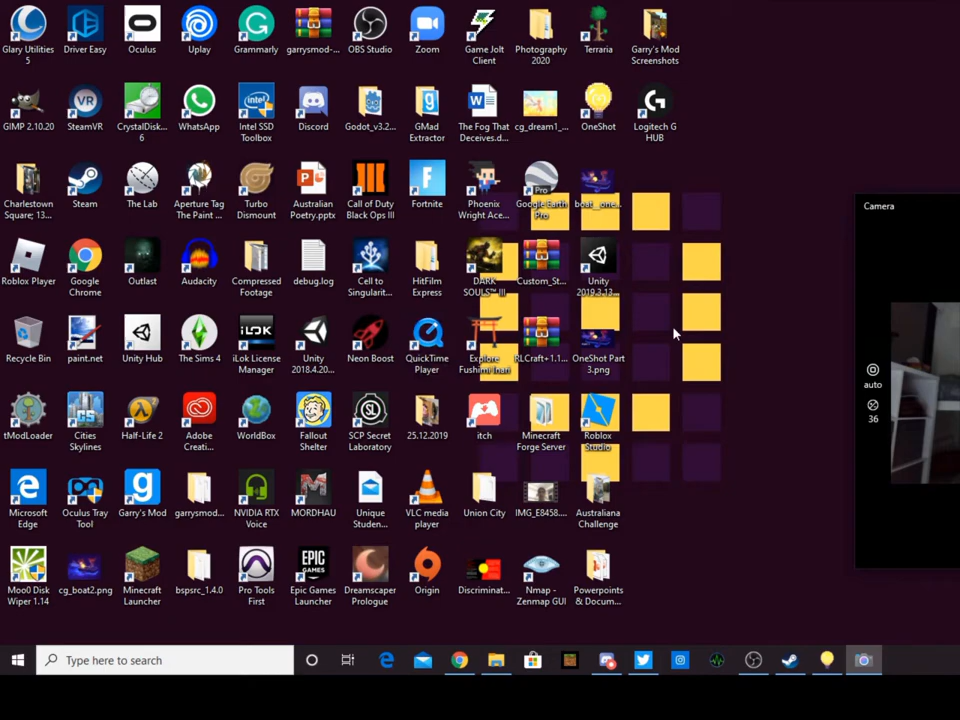 Glary Utilities
5
Driver Easy
Oculus
Uplay
Grammarly
garrysmod-...
OBS Studio
Zoom
Game Jolt
Client
Photography
2020
Terraria
Garry's Mod
Screenshots
GIMP 2.10.20
SteamVR
CrystalDisk...
6
WhatsApp
Intel SSD
Toolbox
Discord
Godot_v3.2...
GMad
Extractor
The Fog That
Deceives.d...
cg_dream1_...
OneShot
Logitech G
HUB
Charlestown
Square; 13...
Steam
The Lab
Aperture Tag
The Paint ...
Turbo
Dismount
Australian
Poetry.pptx
Call of Duty
Black Ops III
Fortnite
Phoenix
Wright Ace...
Google Earth
Pro
boat__one...
Camera
Roblox Player
Google
Chrome
Outlast
Audacity
Compressed
Footage
debug.log
Cell to
Singularit...
HitFilm
Express
DARK
SOULS™ III
Custom_St...
Unity
2019.3.13...
Recycle Bin
paint.net
Unity Hub
The Sims 4
iLok License
Manager
Unity
2018.4.20...
Neon Boost
QuickTime
Player
Explore
Fushimi Inari
RLCraft+1.1...
OneShot Part
3.png
auto
36
tModLoader
Cities
Skylines
Half-Life 2
Adobe
Creati...
WorldBox
Fallout
Shelter
SCP Secret
Laboratory
25.12.2019
itch
Minecraft
Forge Server
Roblox
Studio
Microsoft
Edge
Oculus Tray
Tool
Garry's Mod
garrysmod...
NVIDIA RTX
Voice
MORDHAU
Unique
Studen...
VLC media
player
Union City
IMG_E8458....
Australiana
Challenge
Moo0 Disk
Wiper 1.14
cg_boat2.png
Minecraft
Launcher
bspsrc_1.4.0
Pro Tools
First
Epic Games
Launcher
Dreamscaper
Prologue
Origin
Discriminat...
Nmap -
Zenmap GUI
Powerpoints
& Docum...
Type here to search